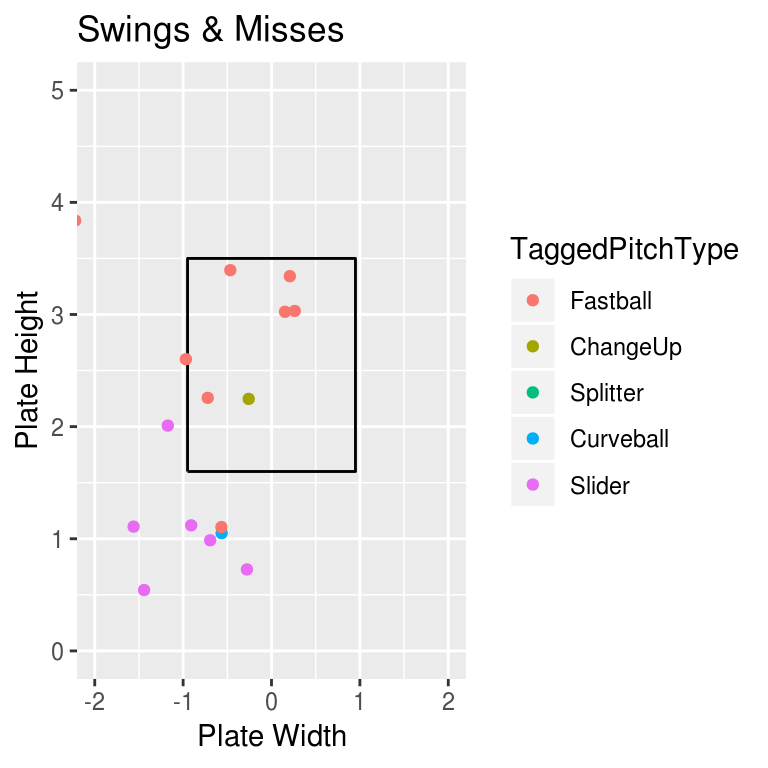 Swings & Misses
5
4
3
2
1
0
Plate Height
-2 -1 0 1 2
Plate Width
TaggedPitchType
Fastball
ChangeUp
Splitter
Curveball
Slider